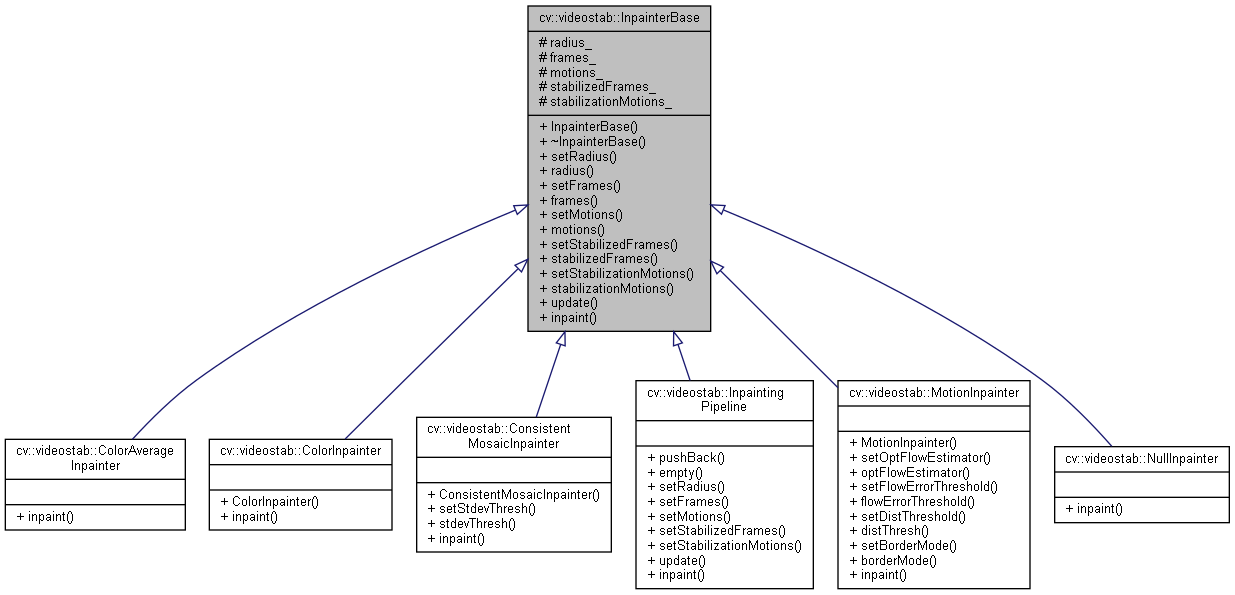 cv::videostab::InpainterBase
# radius_
# frames_
# motions_
# stabilizedFrames_
# stabilizationMotions_
+ InpainterBase()
+ ~InpainterBase()
+ setRadius()
+ radius()
+ setFrames()
+ frames()
+ setMotions()
+ motions()
+ setStabilizedFrames()
+ stabilizedFrames()
+ setStabilizationMotions()
+ stabilizationMotions()
+ update()
+ inpaint()
cv::videostab::ColorAverage
Inpainter
+ inpaint()
cv::videostab::ColorInpainter
+ ColorInpainter()
+ inpaint()
cv::videostab::Consistent
MosaicInpainter
+ ConsistentMosaicInpainter()
+ setStdevThresh()
+ stdevThresh()
+ inpaint()
cv::videostab::Inpainting
Pipeline
+ pushBack()
+ empty()
+ setRadius()
+ setFrames()
+ setMotions()
+ setStabilizedFrames()
+ setStabilizationMotions()
+ update()
+ inpaint()
cv::videostab::MotionInpainter
+ MotionInpainter()
+ setOptFlowEstimator()
+ optFlowEstimator()
+ setFlowErrorThreshold()
+ flowErrorThreshold()
+ setDistThreshold()
+ distThresh()
+ setBorderMode()
+ borderMode()
+ inpaint()
cv::videostab::NullInpainter
+ inpaint()